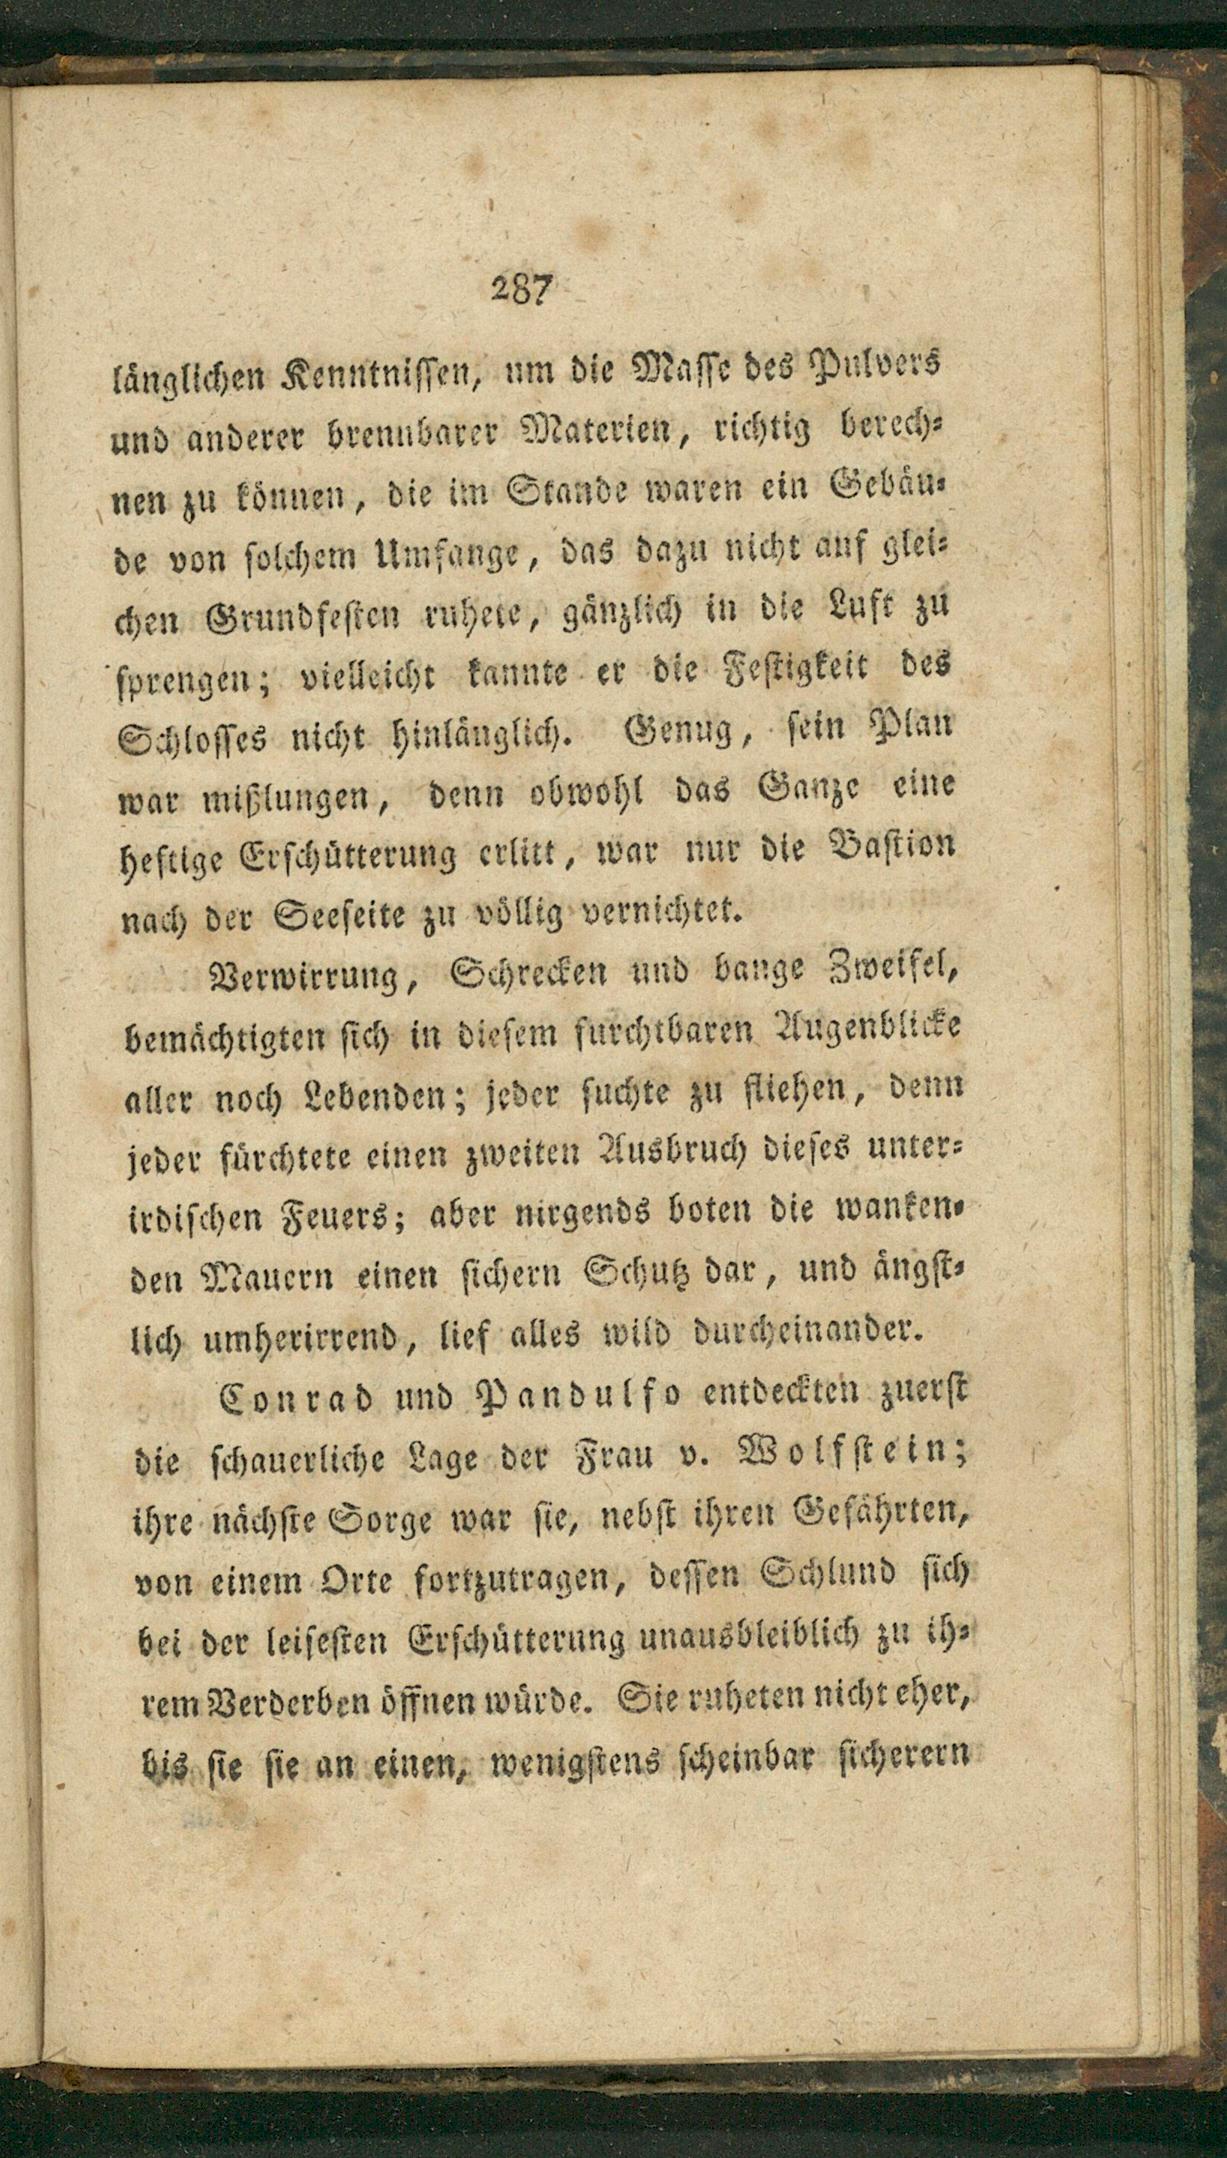 287
länglichen Kenntnissen, um die Masse des Pulvers
und anderer brennbarer Materien, richtig berech⸗
nen zu können, die im Stande waren ein Gebäu⸗
de von solchem Umfange, das dazu nicht auf glei⸗
chen Grundfesten ruhete, gänzlich in die Luft zu
sprengen; vielleicht kannte er die Festigkeit des
Schlosses nicht hinlänglich. Genug, sein Plan
war mißlungen, denn obwohl das Ganze eine
heftige Erschütterung erlitt, war nur die Bastion
nach der Seeseite zu völlig vernichtet.
Verwirrung, Schrecken und bange Zweifel,
bemächtigten sich in diesem furchtbaren Augenblicke
aller noch Lebenden; jeder suchte zu fliehen, denn
jeder fürchtete einen zweiten Ausbruch dieses unter⸗
irdischen Feuers; aber nirgends boten die wanken⸗
den Mauern einen sichern Schutz dar, und ängst⸗
lich umherirrend, lief alles wild durcheinander.
Conrad und Pandulfo entdeckten zuerst
die schauerliche Lage der Frau v. Wolfstein;
ihre nächste Sorge war sie, nebst ihren Gefährten,
von einem Orte fortzutragen, dessen Schlund sich
bei der leisesten Erschütterung unausbleiblich zu ih⸗
rem Verderben öffnen würde. Sie ruheten nicht eher,
bis sie sie an einen, wenigstens scheinbar sicherern